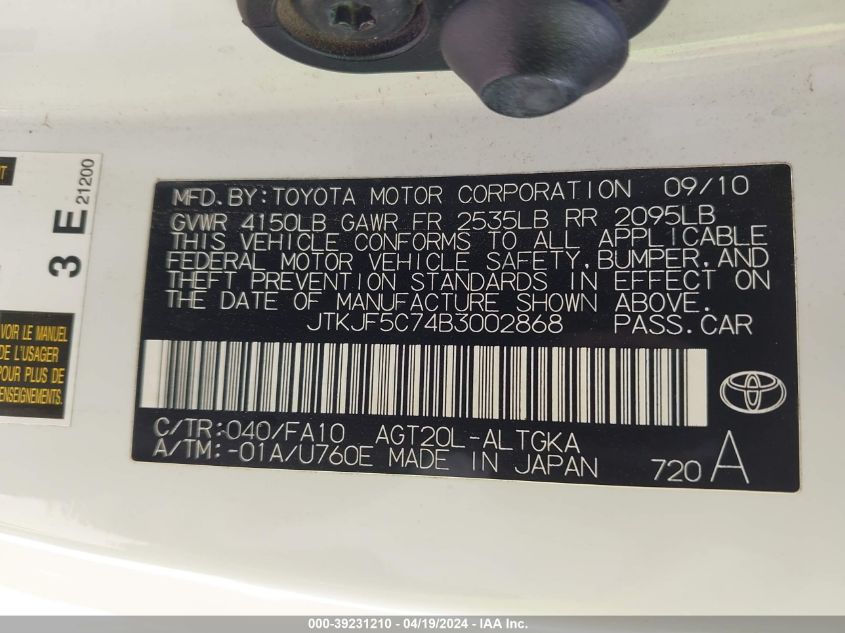 NT
3 E 21200
VOIR LE MANUEL
DE L'USAGER
POUR PLUS DE
RENSEIGNEMENTS.
MFD. BY: TOYOTA MOTOR CORPORATION 09/10
GVWR 4150LB GAWR FR 2535LB RR 2095LB
THIS VEHICLE CONFORMS TO ALL APPLICABLE
FEDERAL MOTOR VEHICLE SAFETY, BUMPER, AND
THEFT PREVENTION STANDARDS IN EFFECT ON
THE DATE OF MANUFACTURE SHOWN ABOVE.
JTKJF5C74B3002868 PASS.CAR
C/TR:040/FA10 AGT20L-ALTGKA
A/TM:-01A/U760E MADE IN JAPAN 720 A
000-39231210 - 04/19/2024 - IAA Inc.